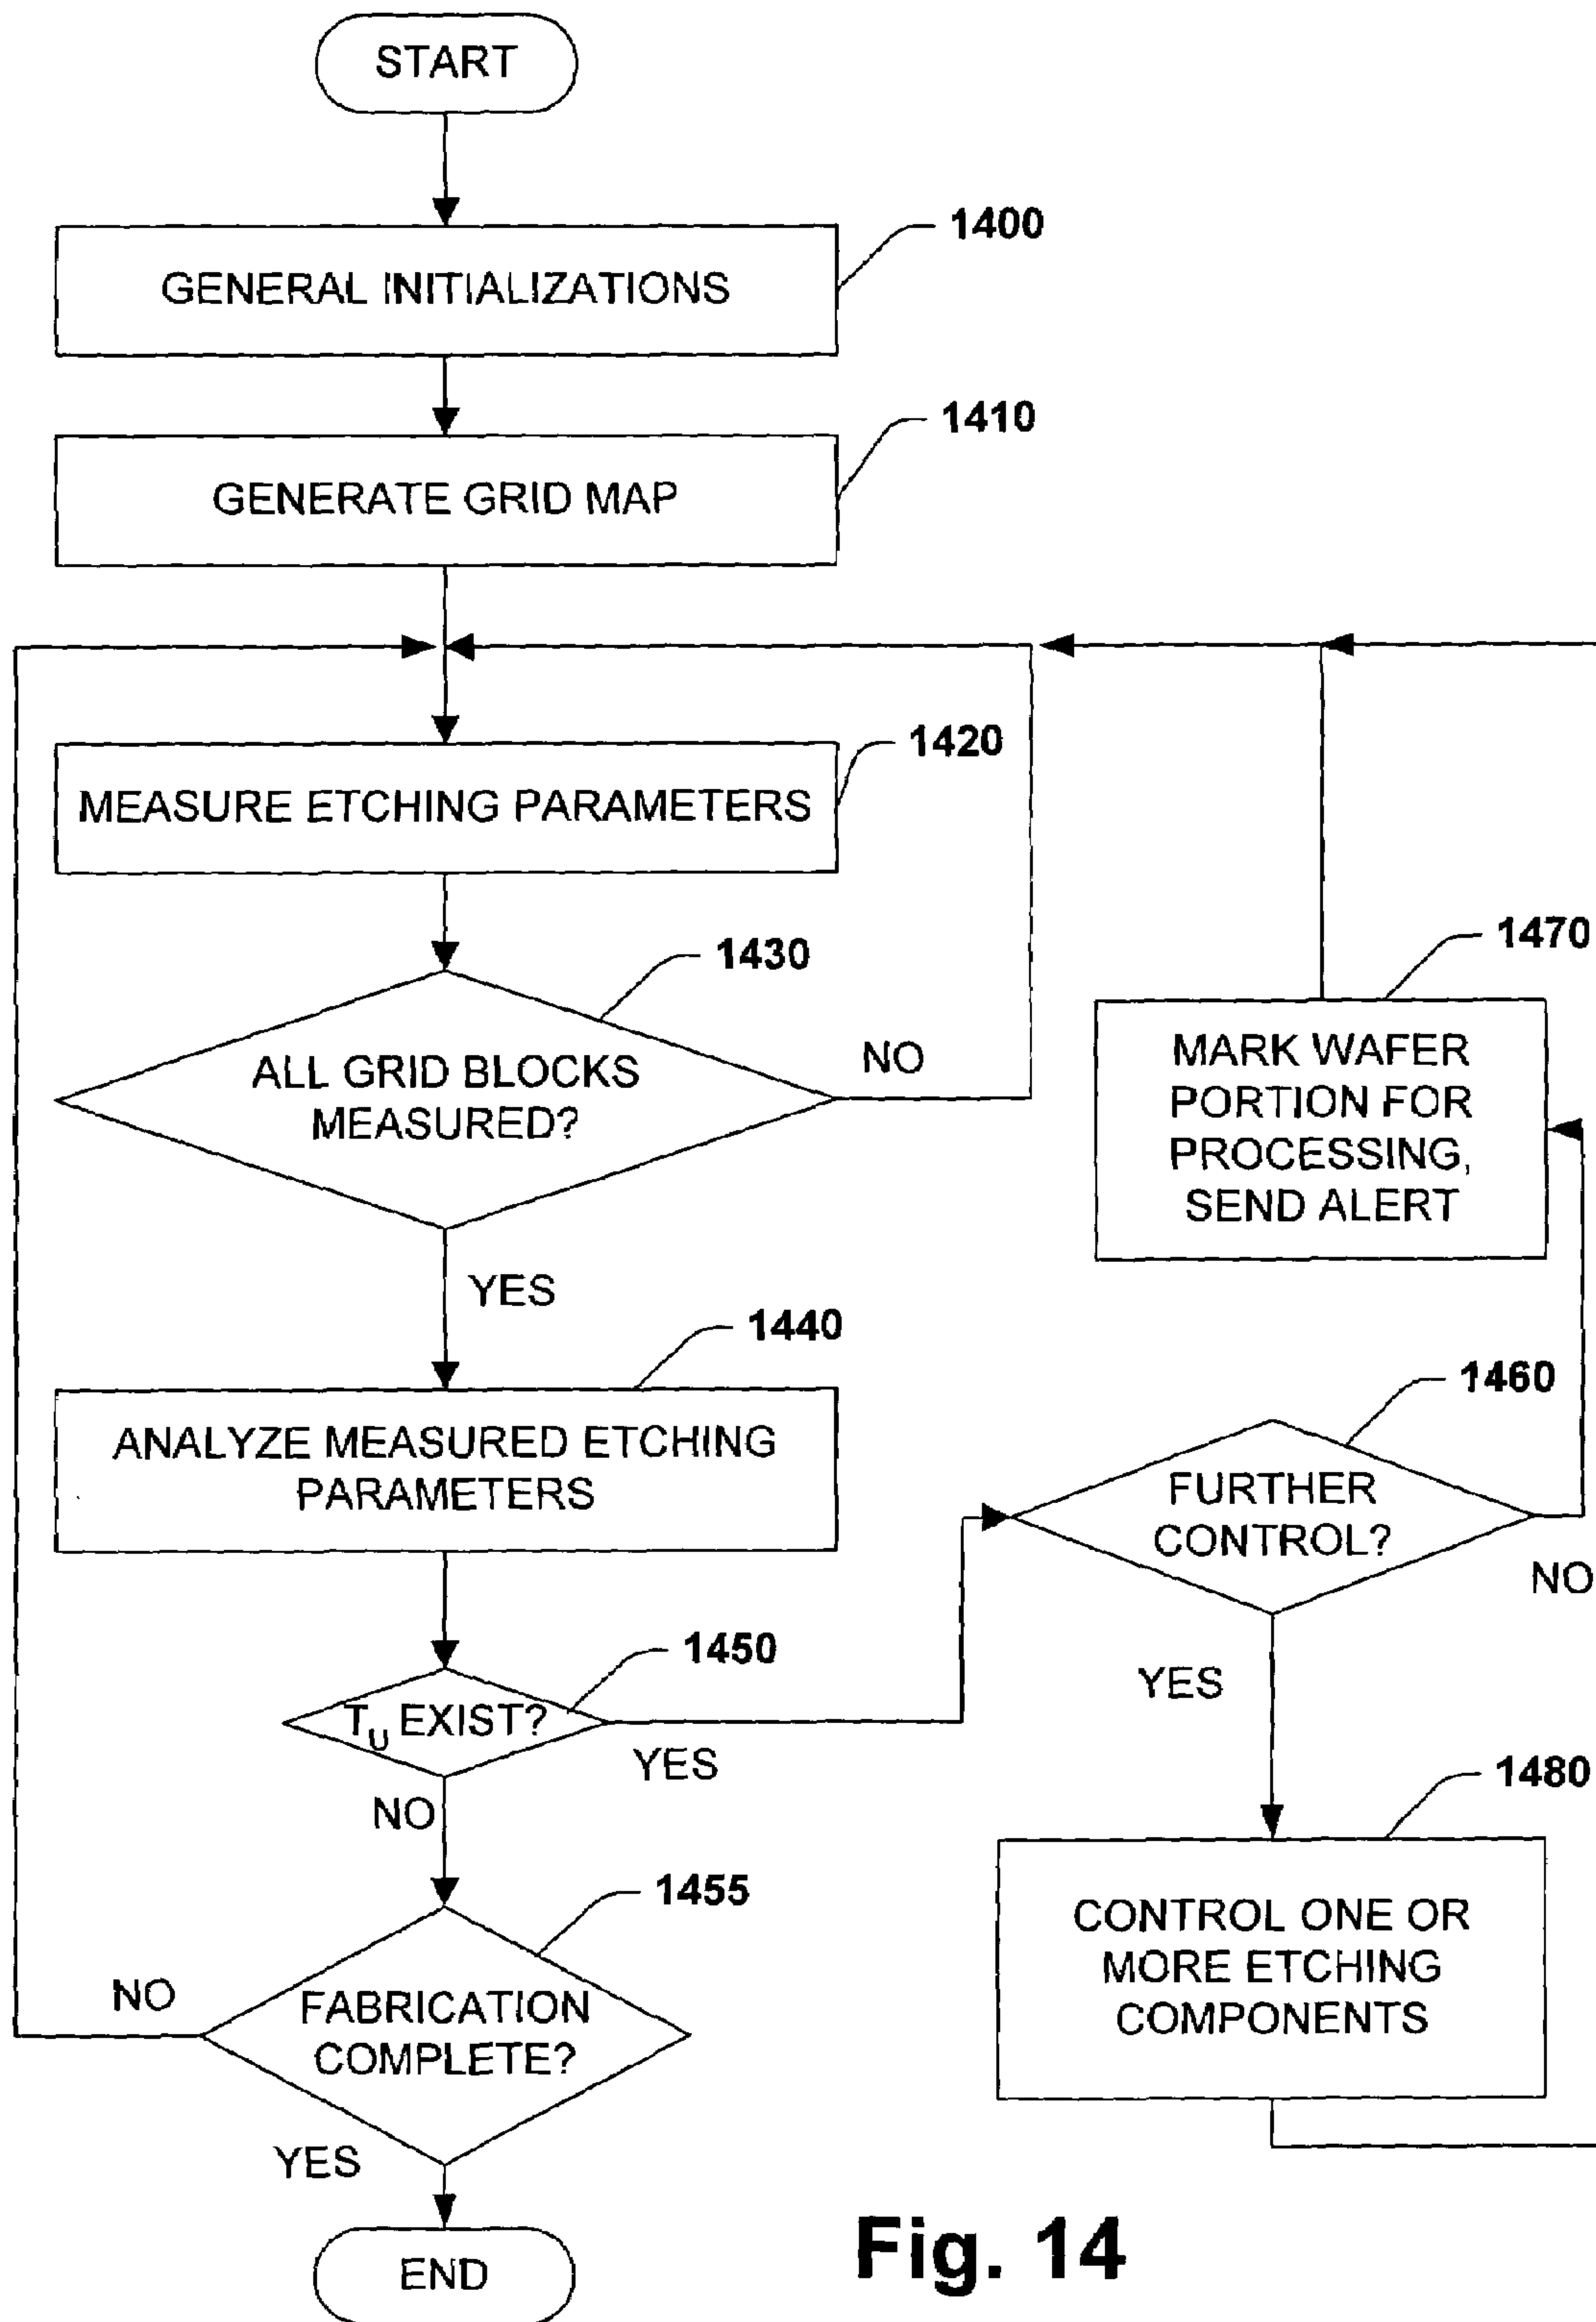 START
1400
GENERAL INITIALIZATIONS
1410
GENERATE GRID MAP
1420
MEASURE ETCHING PARAMETERS
1430
ALL GRID BLOCKS
MEASURED?
NO
YES
1440
ANALYZE MEASURED ETCHING
PARAMETERS
1450
TU EXIST?
YES
NO
1455
FABRICATION
COMPLETE?
NO
YES
END
1460
FURTHER
CONTROL?
NO
YES
1470
MARK WAFER
PORTION FOR
PROCESSING,
SEND ALERT
1480
CONTROL ONE OR
MORE ETCHING
COMPONENTS
Fig. 14